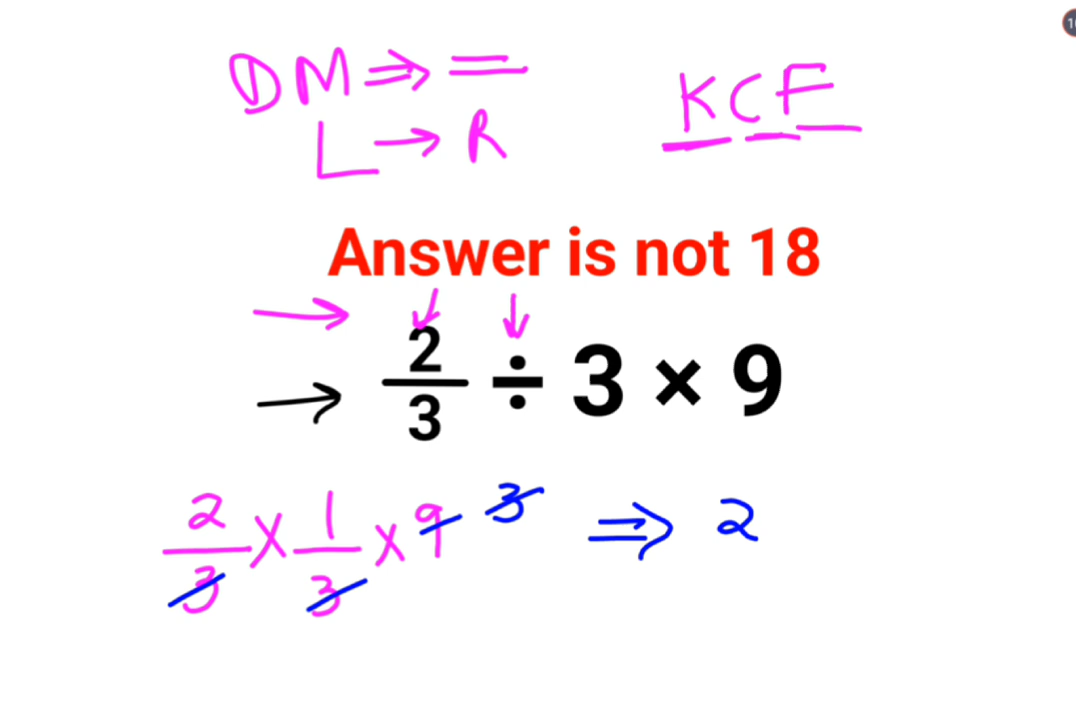 DM ⇒ =
L → R
KCF
Answer is not 18
→
→ 2/3 ÷ 3 × 9
2/3 × 1/3 × 9 3 ⇒ 2